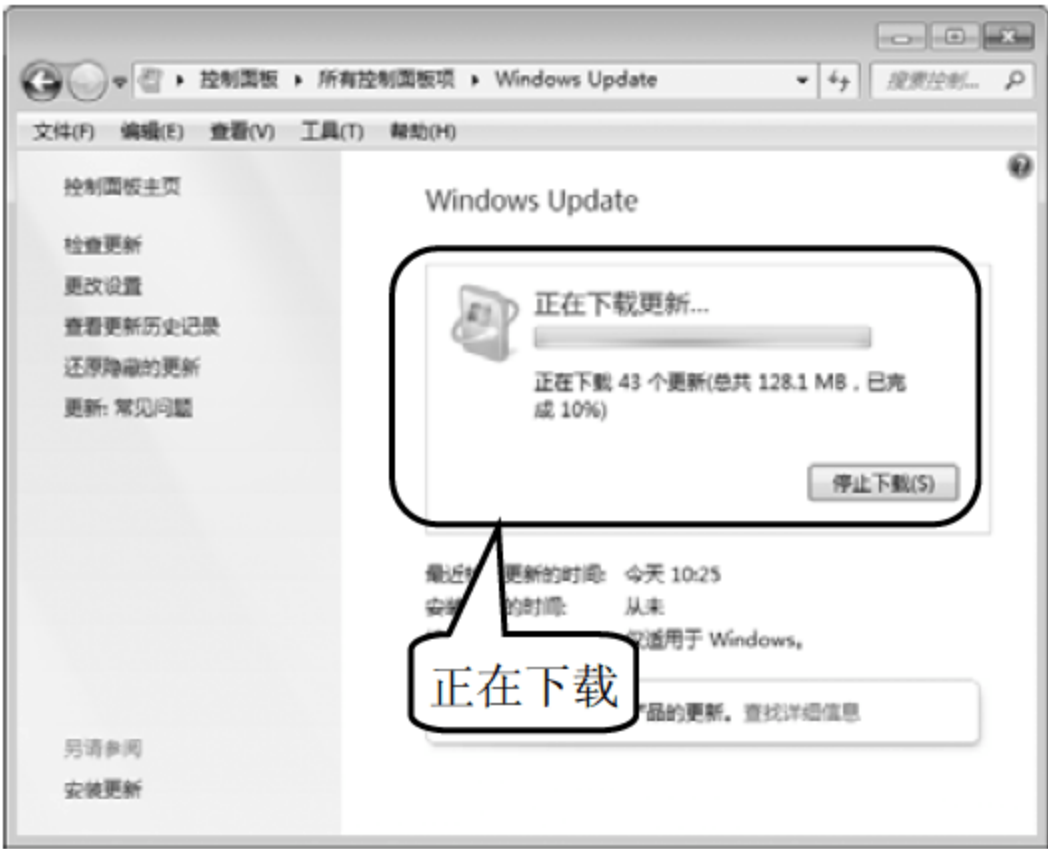 控制面板 ▸ 所有控制面板项 ▸ Windows Update
搜索控制...
文件(F) 编辑(E) 查看(V) 工具(T) 帮助(H)
控制面板主页
检查更新
更改设置
查看更新历史记录
还原隐藏的更新
更新: 常见问题
另请参阅
安装更新
Windows Update
正在下载更新...
正在下载 43 个更新(总共 128.1 MB，已完
成 10%)
停止下载(S)
最近 更新的时间: 今天 10:25
安装 的时间: 从未
仅适用于 Windows。
品的更新。查找详细信息
正在下载